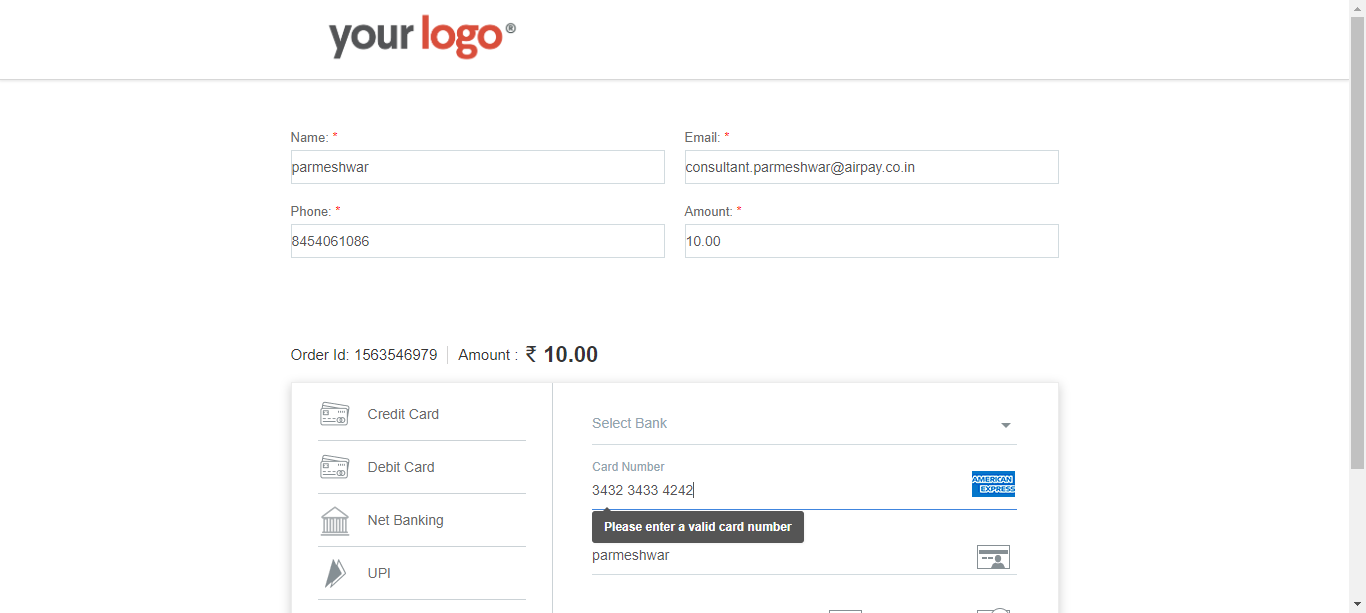 your logo®
Name: *
Email: *
parmeshwar
consultant.parmeshwar@airpay.co.in
Phone: *
Amount: *
8454061086
10.00
Order Id: 1563546979
Amount : ₹ 10.00
Credit Card
Debit Card
Net Banking
UPI
Select Bank
Card Number
3432 3433 4242
AMERICAN
EXPRESS
Please enter a valid card number
parmeshwar